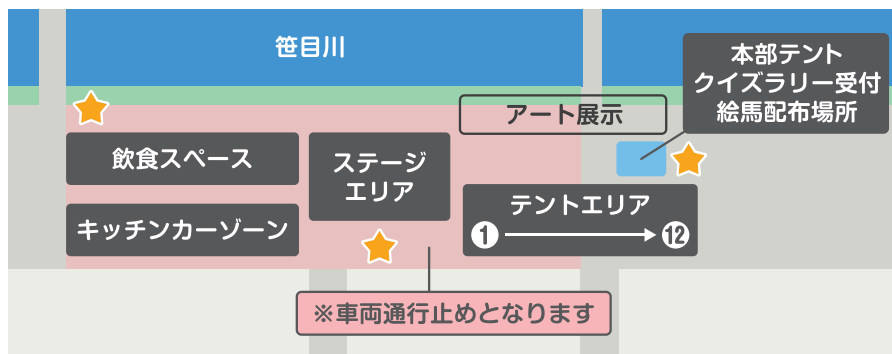 笹目川
本部テント
クイズラリー受付
絵馬配布場所
アート展示
飲食スペース
ステージ
エリア
キッチンカーゾーン
テントエリア
1 12
※車両通行止めとなります